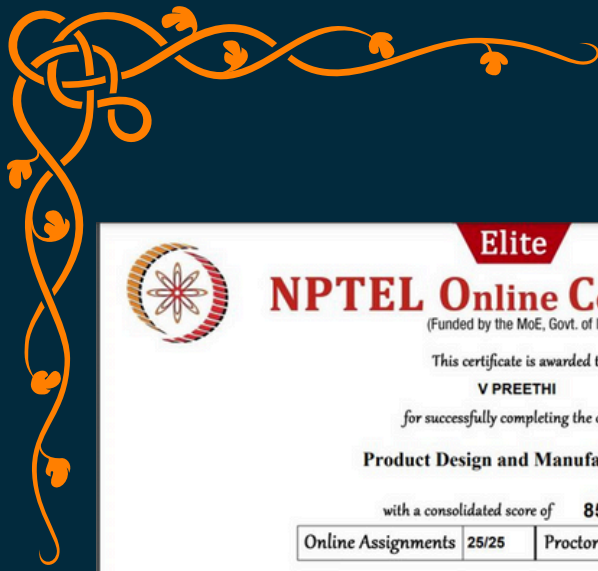 Elite
NPTEL Online
(Funded by the MoE, Govt. of
This certificate is awarded
V PREETHI
for successfully completing the
Product Design and
with a consolidated score of
Online Assignments 25/25